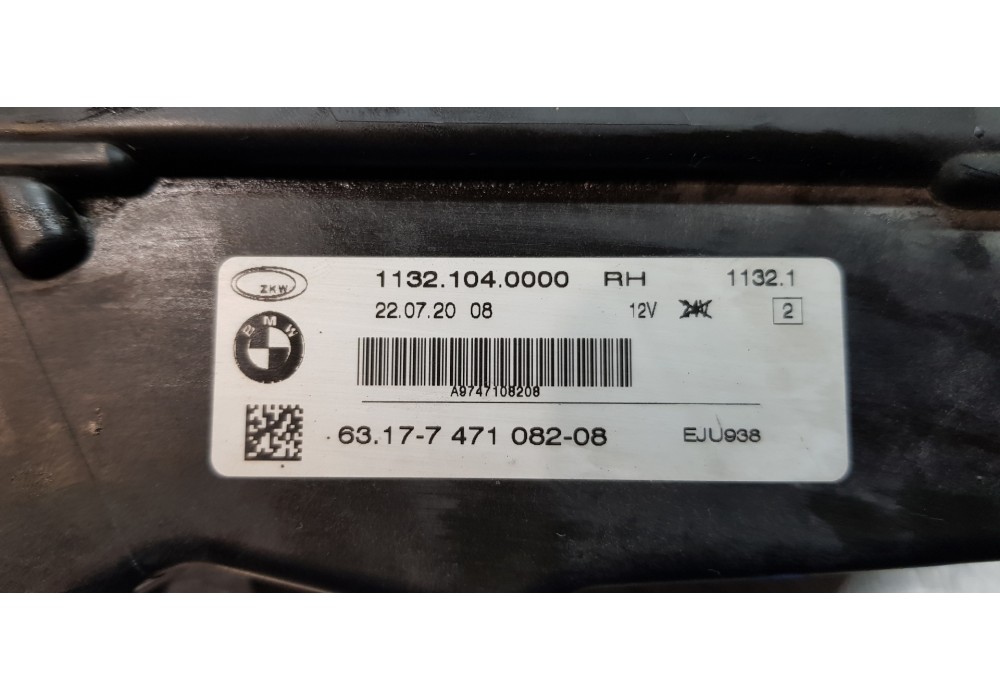 ZKW 1132.104.0000 RH 1132.1
22.07.20 08 12V 24V 2
BMW
A9747108208
63.17-7 471 082-08 EJU938